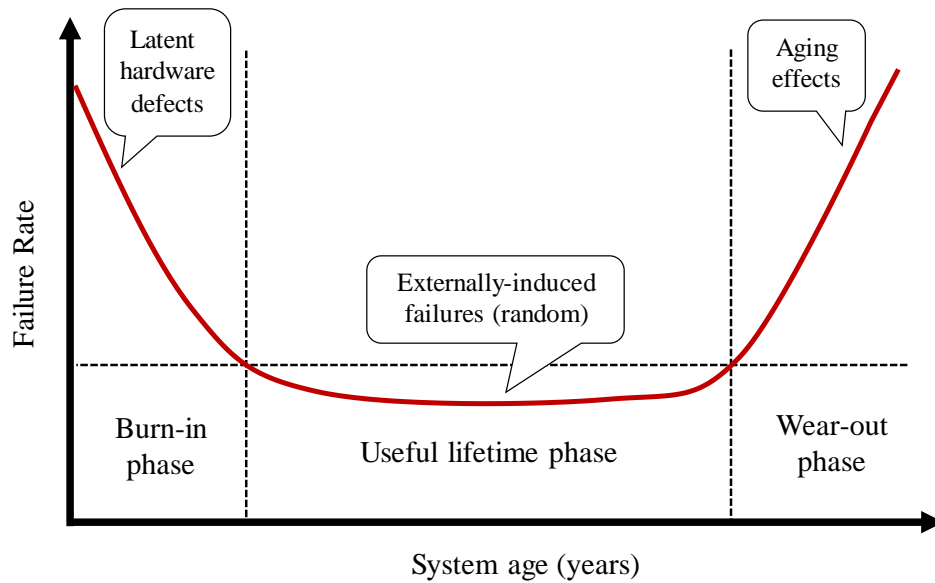 Latent
hardware
defects
Aging
effects
Failure Rate
Externally-induced
failures (random)
Burn-in
phase
Useful lifetime phase
Wear-out
phase
System age (years)